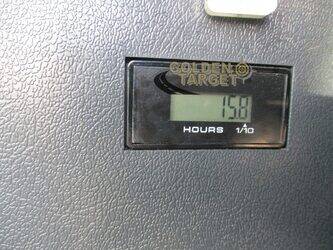 GOLDEN
TARGET
158
HOURS 1/10